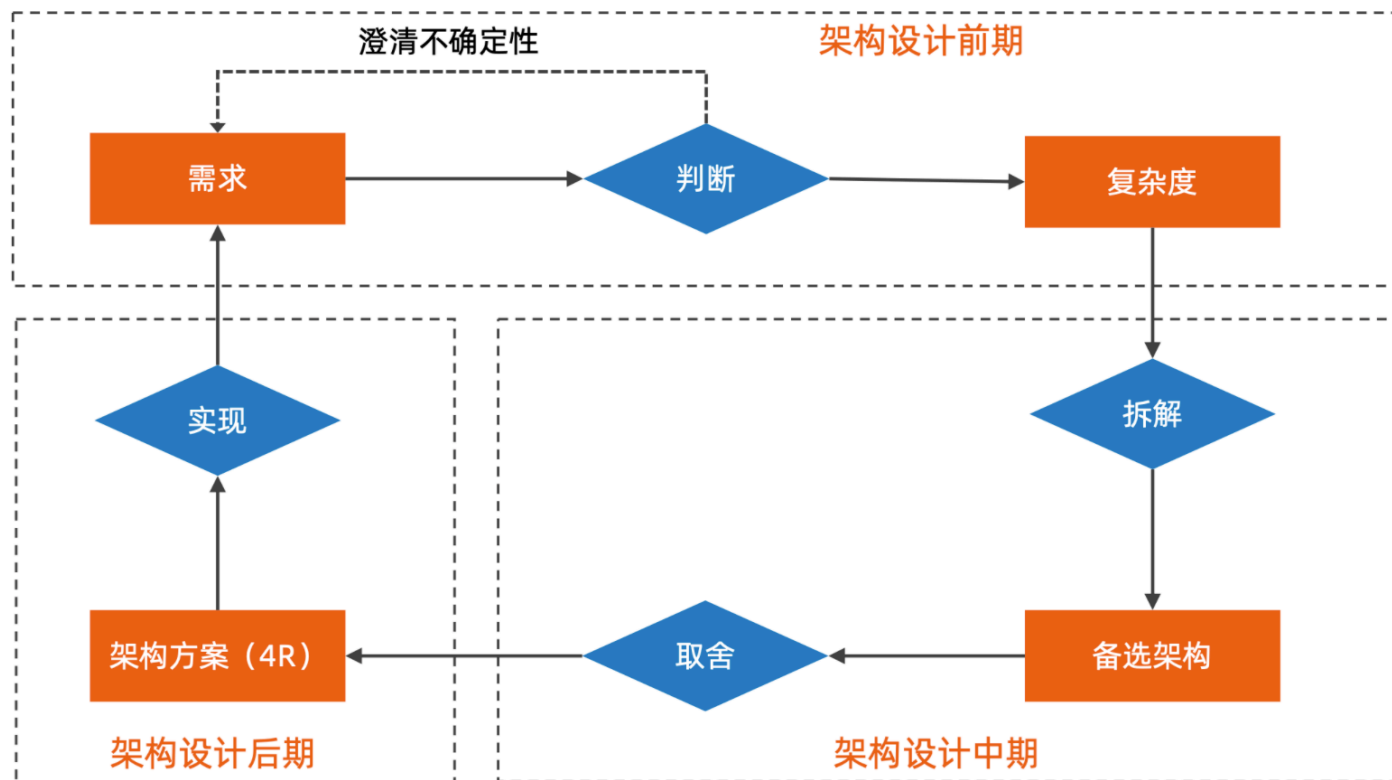 澄清不确定性
架构设计前期
需求
判断
复杂度
实现
拆解
架构方案（4R）
取舍
备选架构
架构设计后期
架构设计中期